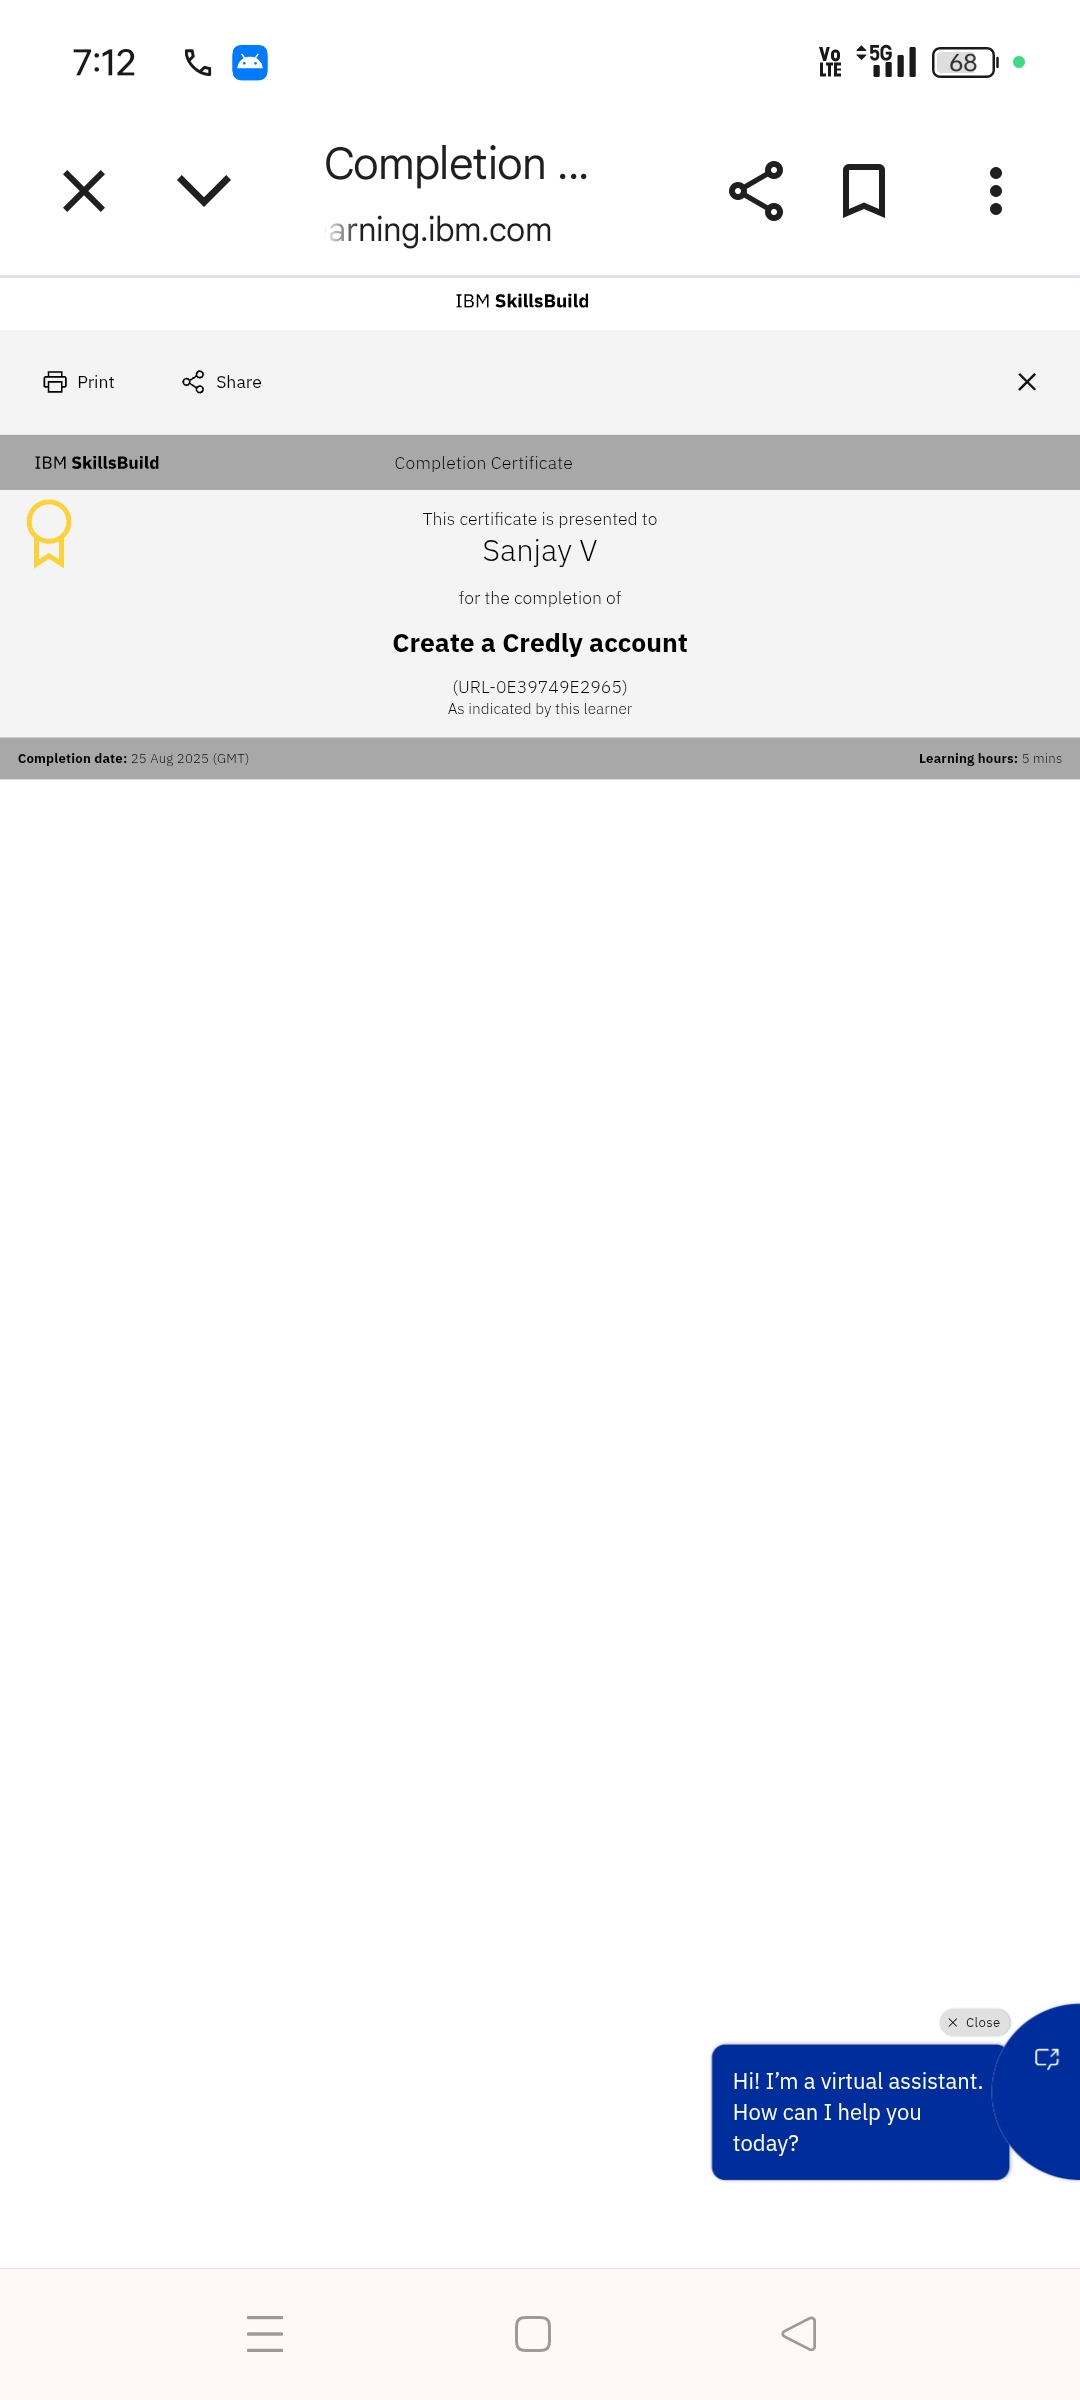 7:12
Vo LTE 5G 68
Completion ...
arning.ibm.com
IBM SkillsBuild
Print Share
IBM SkillsBuild Completion Certificate
This certificate is presented to
Sanjay V
for the completion of
Create a Credly account
(URL-0E39749E2965)
As indicated by this learner
Completion date: 25 Aug 2025 (GMT) Learning hours: 5 mins
Close
Hi! I’m a virtual assistant.
How can I help you
today?